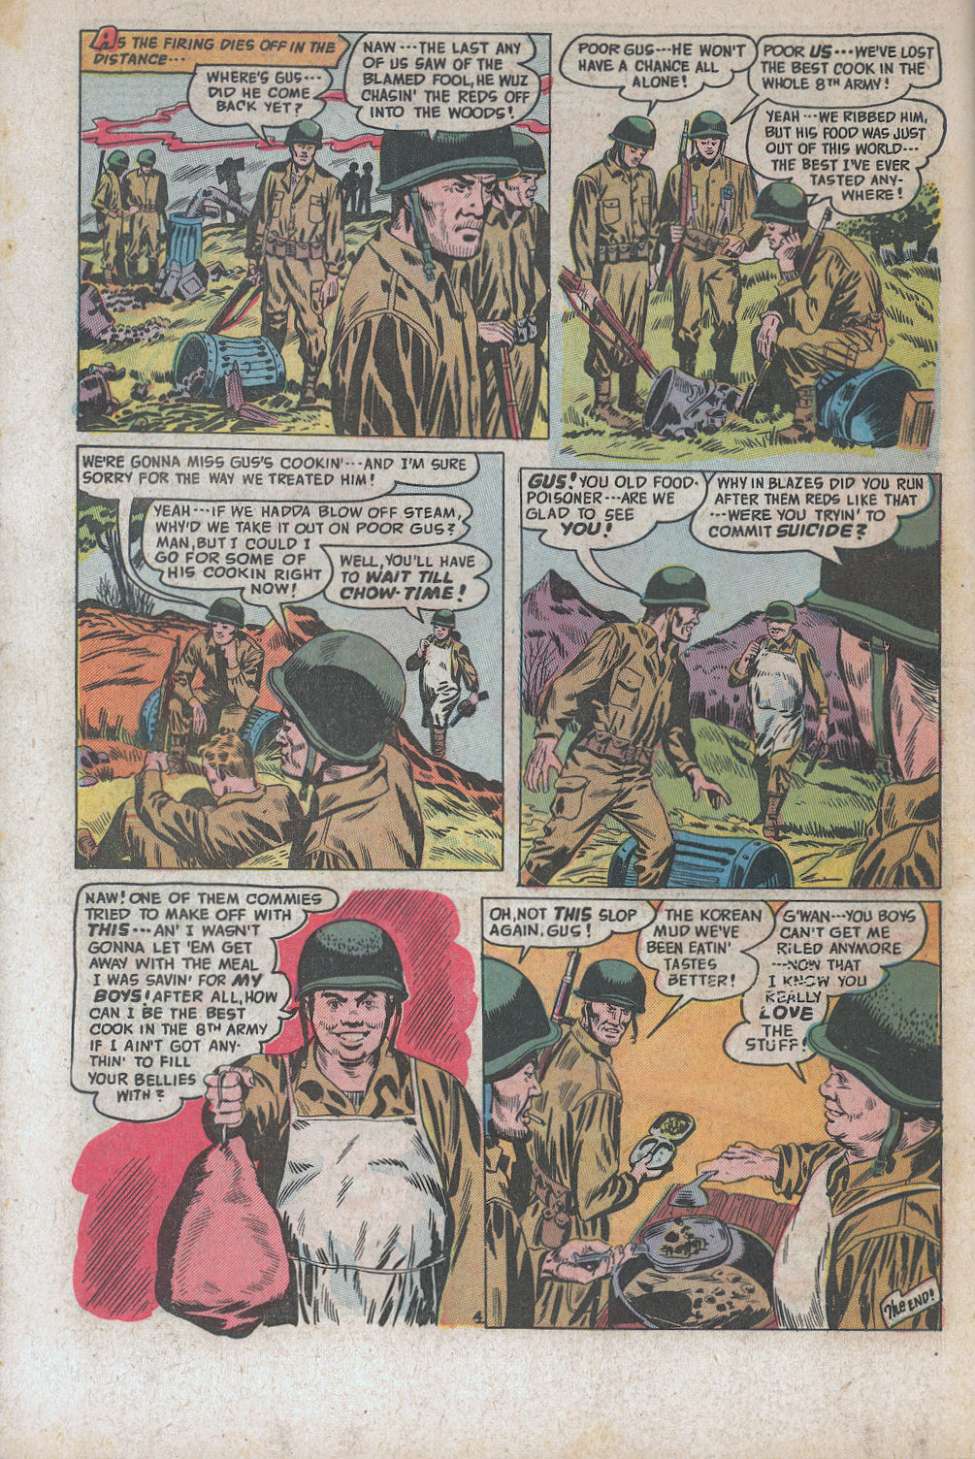 AS THE FIRING DIES OFF IN THE
DISTANCE---
WHERE'S GUS---
DID HE COME
BACK YET?
NAW---THE LAST ANY
OF US SAW OF THE
BLAMED FOOL, HE WUZ
CHASIN' THE REDS OFF
INTO THE WOODS!
POOR GUS---HE WON'T
HAVE A CHANCE ALL
ALONE!
POOR US---WE'VE LOST
THE BEST COOK IN THE
WHOLE 8TH ARMY!
YEAH---WE RIBBED HIM,
BUT HIS FOOD WAS JUST
OUT OF THIS WORLD---
THE BEST I'VE EVER
TASTED ANY-
WHERE!
WE'RE GONNA MISS GUS'S COOKIN'---AND I'M SURE
SORRY FOR THE WAY WE TREATED HIM!
YEAH---IF WE HADDA BLOW OFF STEAM,
WHY'D WE TAKE IT OUT ON POOR GUS?
MAN, BUT I COULD I
GO FOR SOME OF
HIS COOKIN RIGHT
NOW!
WELL, YOU'LL HAVE
TO WAIT TILL
CHOW-TIME!
GUS! YOU OLD FOOD-
POISONER---ARE WE
GLAD TO SEE
YOU!
WHY IN BLAZES DID YOU RUN
AFTER THEM REDS LIKE THAT
---WERE YOU TRYIN' TO
COMMIT SUICIDE?
NAW! ONE OF THEM COMMIES
TRIED TO MAKE OFF WITH
THIS---AN' I WASN'T
GONNA LET 'EM GET
AWAY WITH THE MEAL
I WAS SAVIN' FOR MY
BOYS! AFTER ALL, HOW
CAN I BE THE BEST
COOK IN THE 8TH ARMY
IF I AIN'T GOT ANY-
THIN' TO FILL
YOUR BELLIES
WITH?
4
OH, NOT THIS SLOP
AGAIN, GUS!
THE KOREAN
MUD WE'VE
BEEN EATIN'
TASTES
BETTER!
G'WAN---YOU BOYS
CAN'T GET ME
RILED ANYMORE
---NOW THAT
I KNOW YOU
REALLY
LOVE
THE
STUFF!
The END!